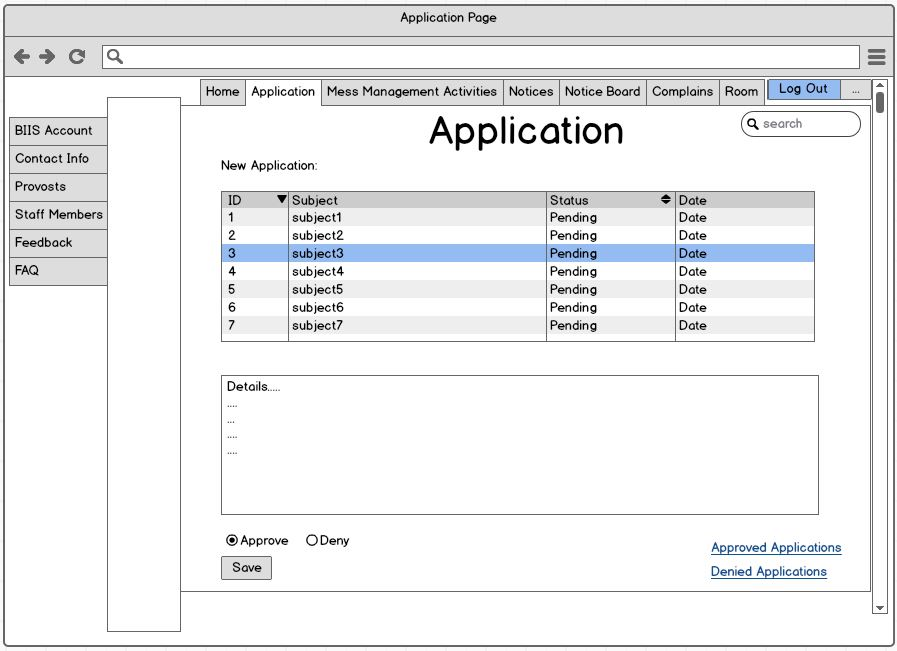 Application Page
Home Application Mess Management Activities Notices Notice Board Complains Room Log Out ...
BIIS Account
Contact Info
Provosts
Staff Members
Feedback
FAQ
Application
search
New Application:
ID Subject Status Date
1 subject1 Pending Date
2 subject2 Pending Date
3 subject3 Pending Date
4 subject4 Pending Date
5 subject5 Pending Date
6 subject6 Pending Date
7 subject7 Pending Date
Details.....
....
...
....
....
Approve Deny
Save
Approved Applications
Denied Applications